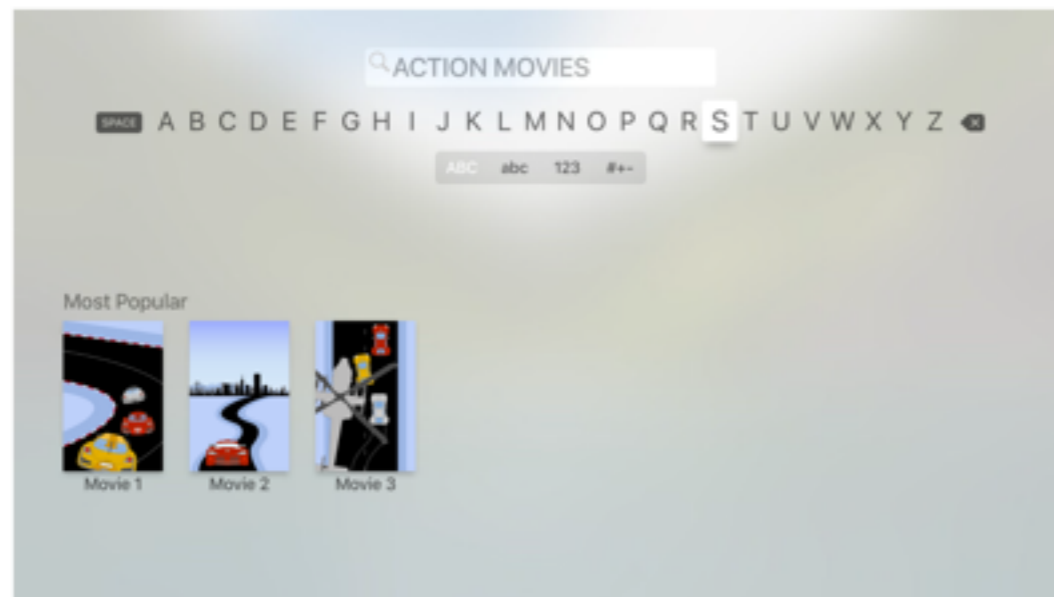 ACTION MOVIES
SPACE A B C D E F G H I J K L M N O P Q R S T U V W X Y Z
ABC abc 123 #+-
Most Popular
Movie 1 Movie 2 Movie 3